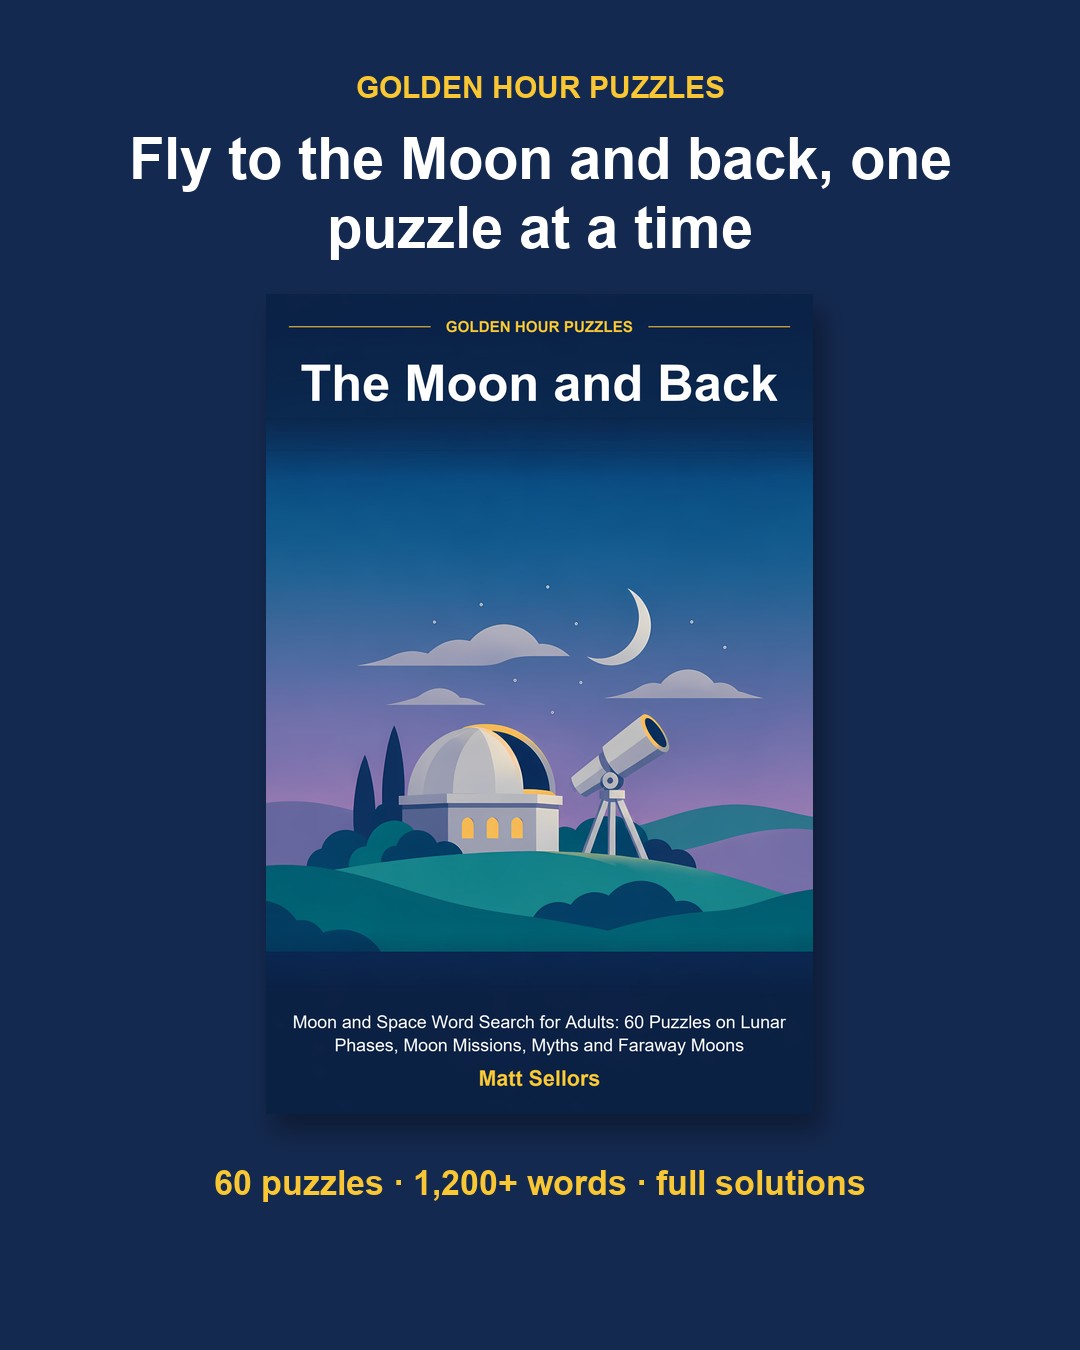 GOLDEN HOUR PUZZLES
Fly to the Moon and back, one
puzzle at a time
GOLDEN HOUR PUZZLES
The Moon and Back
Moon and Space Word Search for Adults: 60 Puzzles on Lunar
Phases, Moon Missions, Myths and Faraway Moons
Matt Sellors
60 puzzles · 1,200+ words · full solutions